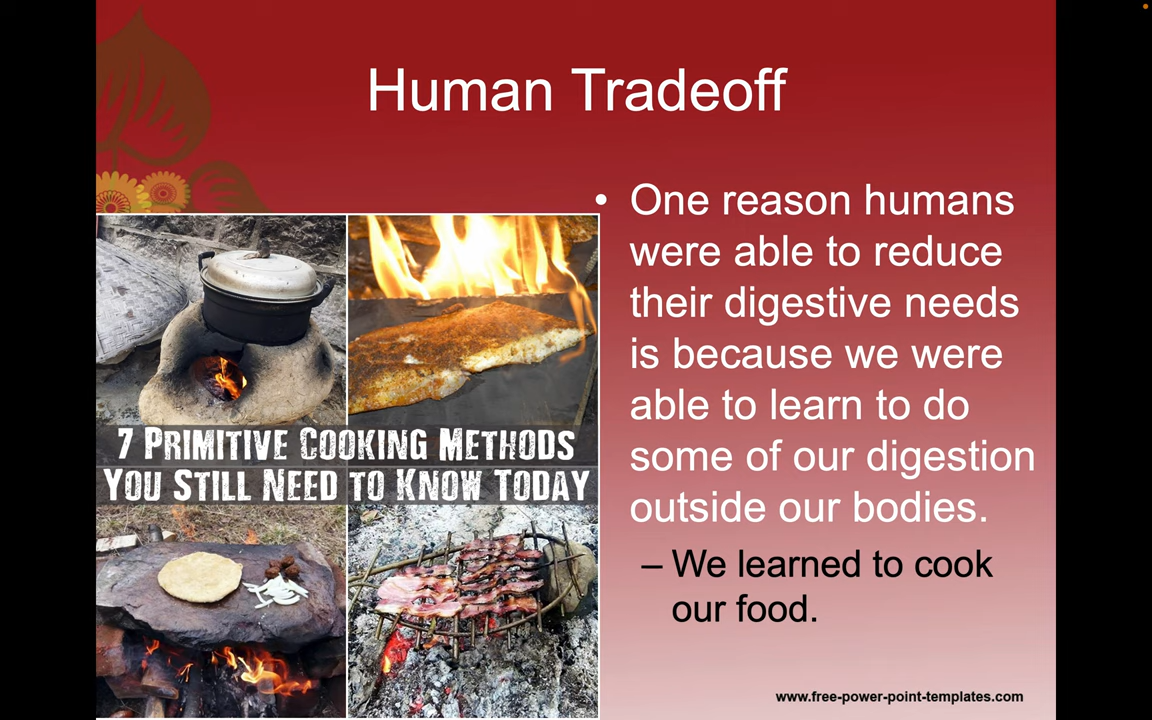 Human Tradeoff
7 Primitive Cooking Methods
You Still Need to Know Today
• One reason humans
were able to reduce
their digestive needs
is because we were
able to learn to do
some of our digestion
outside our bodies.
– We learned to cook
our food.
www.free-power-point-templates.com